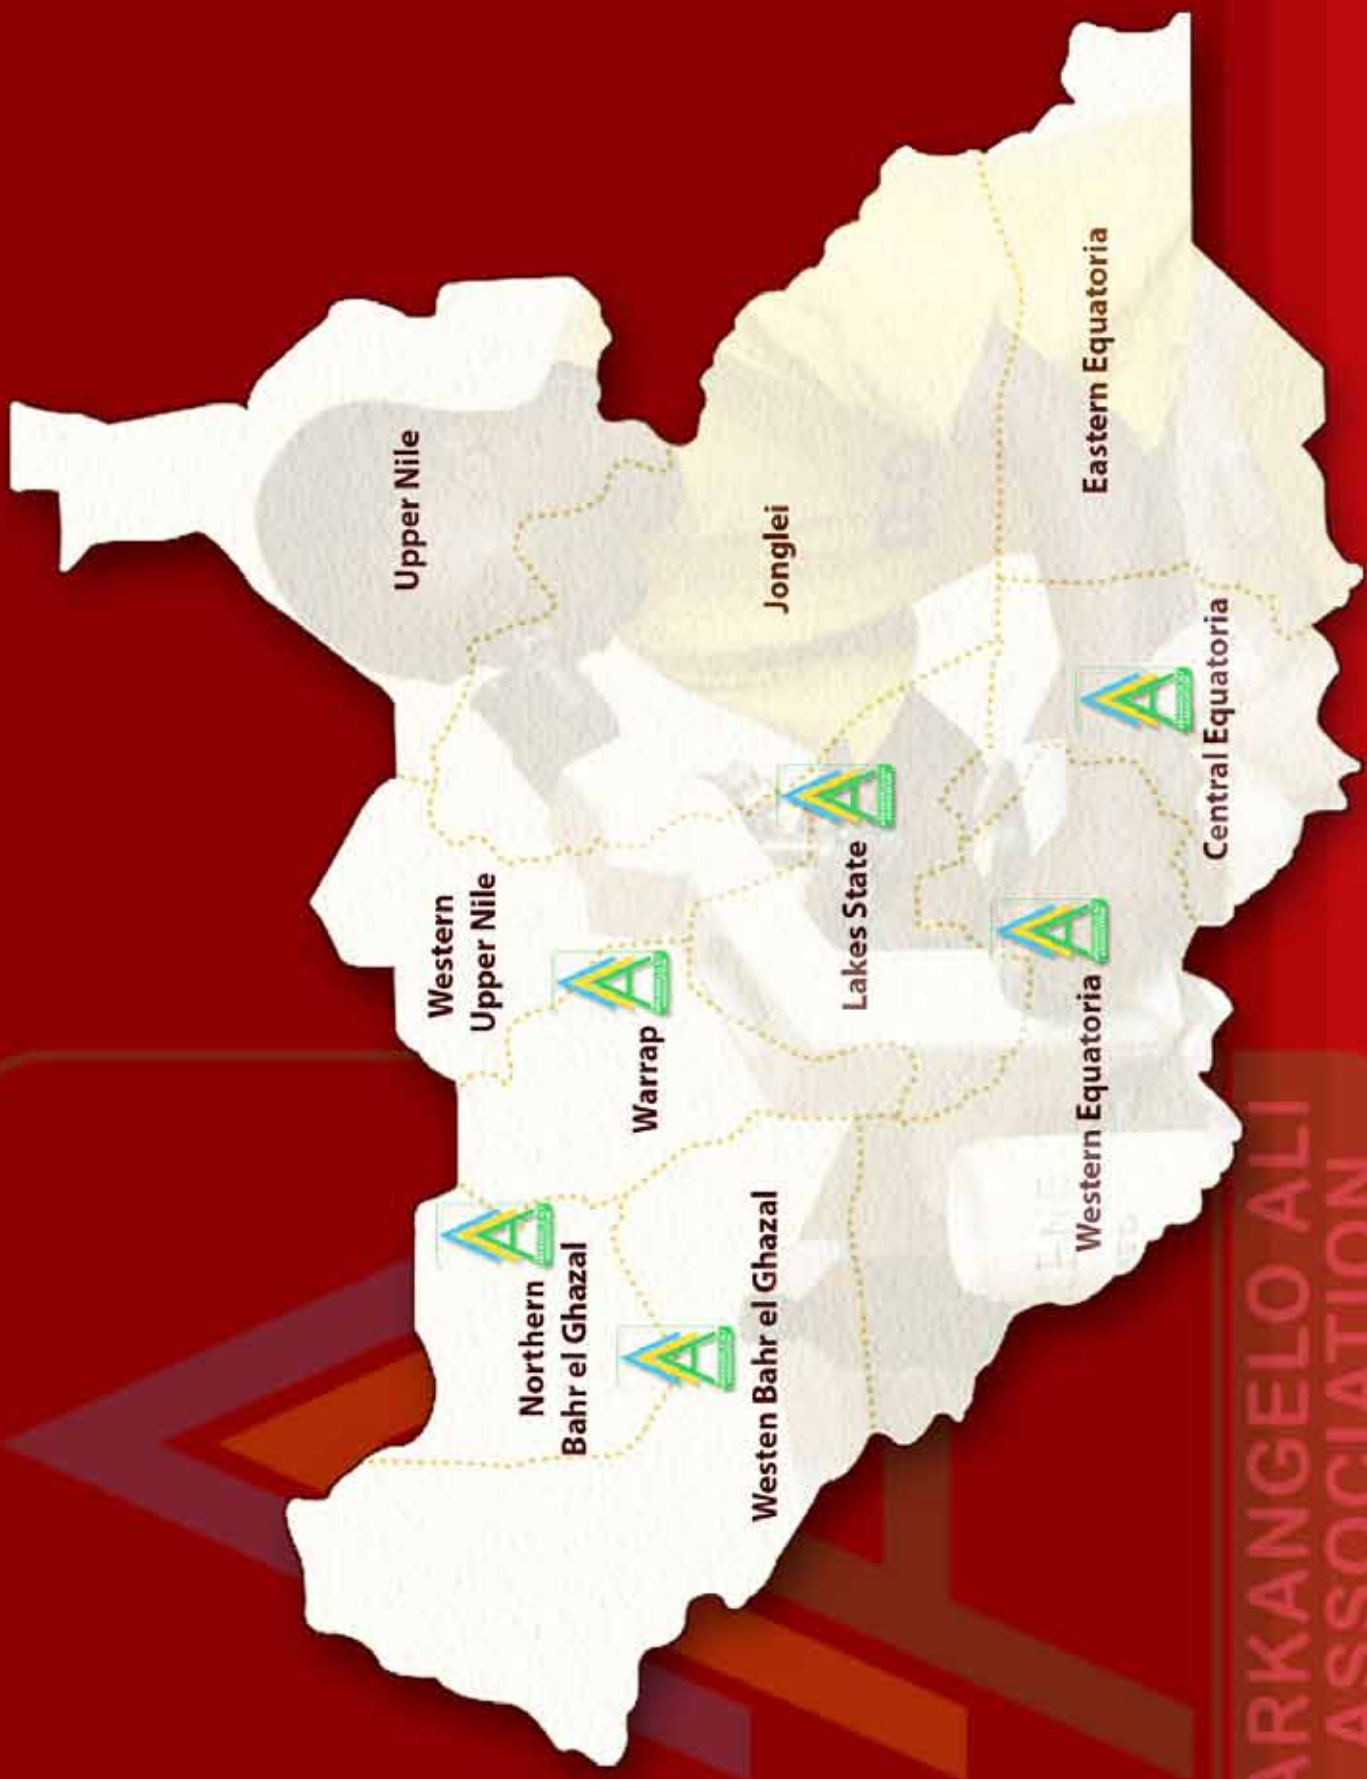 Upper Nile
Western
Upper Nile
Northern
Bahr el Ghazal
Warrap
Westen Bahr el Ghazal
Jonglei
Lakes State
Eastern Equatoria
Western Equatoria
Central Equatoria
ARKANGELO ALI
ASSOCIATION